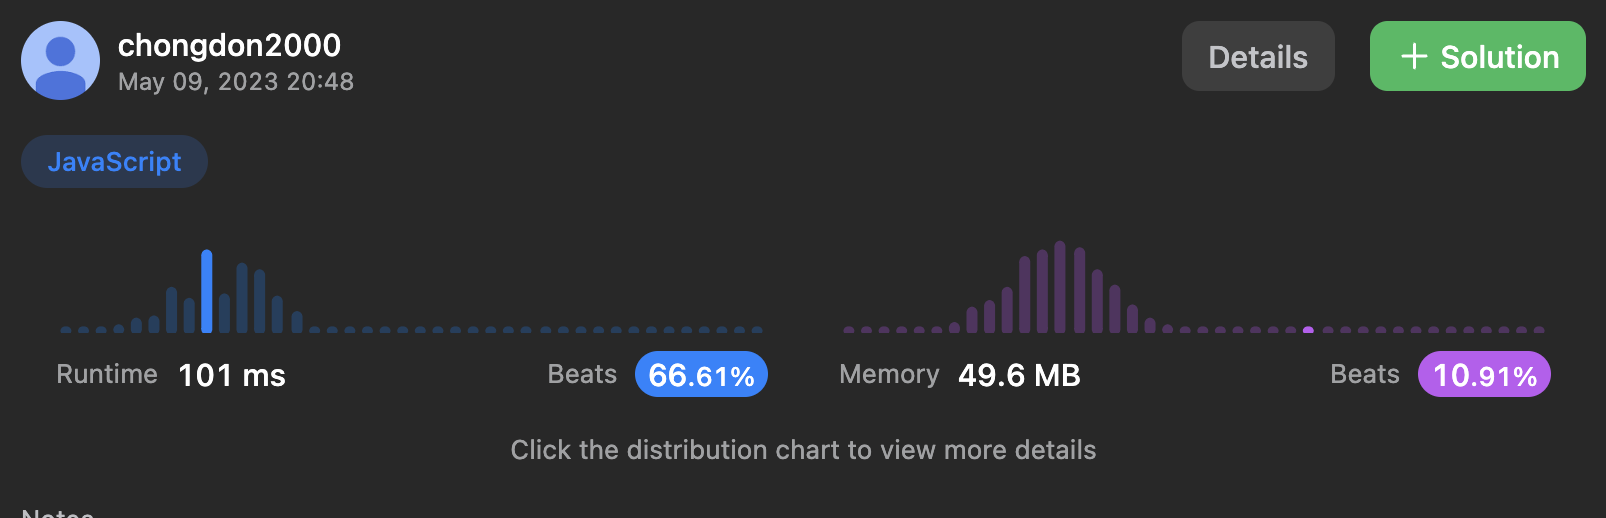 chongdon2000
May 09, 2023 20:48
Details
+ Solution
JavaScript
Runtime 101 ms Beats 66.61%
Memory 49.6 MB Beats 10.91%
Click the distribution chart to view more details
Notes